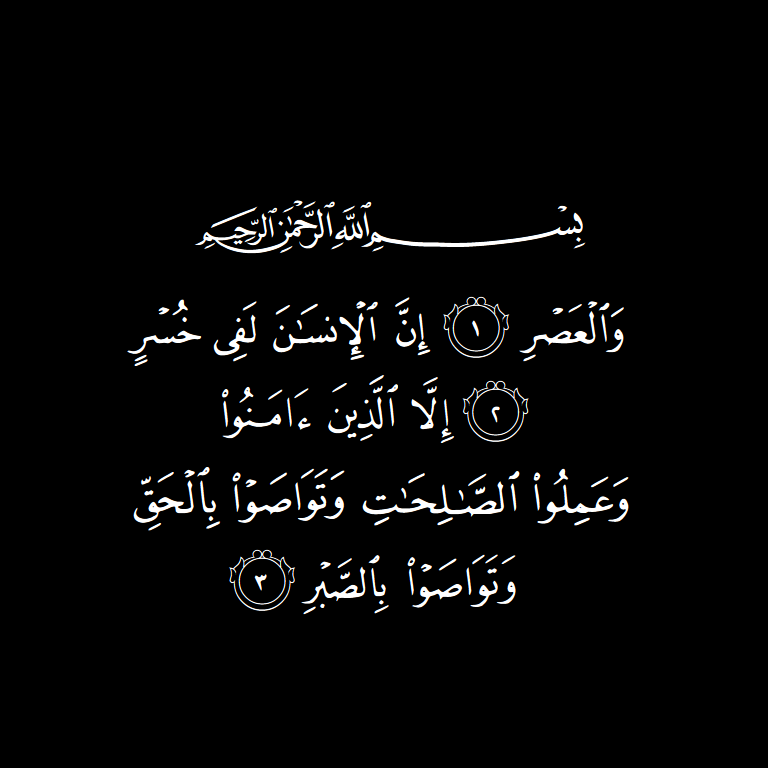 بِسْمِ ٱللَّهِ ٱلرَّحْمَٰنِ ٱلرَّحِيمِ
وَٱلْعَصْرِ ١ إِنَّ ٱلْإِنسَـٰنَ لَفِى خُسْرٍ
٢ إِلَّا ٱلَّذِينَ ءَامَنُوا۟
وَعَمِلُوا۟ ٱلصَّـٰلِحَـٰتِ وَتَوَاصَوْا۟ بِٱلْحَقِّ
وَتَوَاصَوْا۟ بِٱلصَّبْرِ ٣